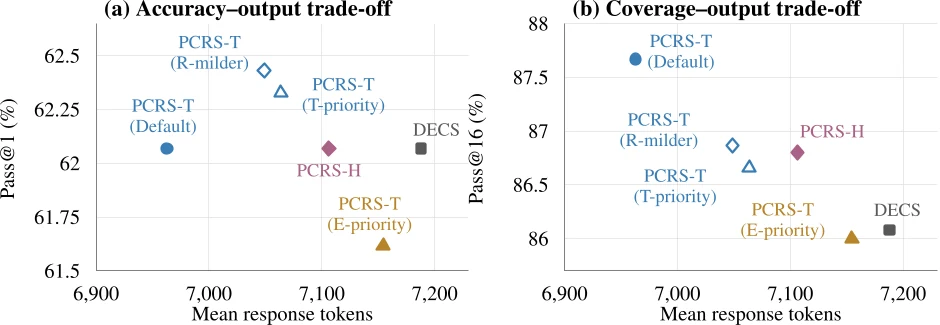 (a) Accuracy–output trade-off
Pass@1 (%)
62.5
62.25
62
61.75
61.5
PCRS-T
(R-milder)
PCRS-T
(T-priority)
PCRS-T
(Default)
DECS
PCRS-H
PCRS-T
(E-priority)
6,900
7,000
7,100
7,200
Mean response tokens
(b) Coverage–output trade-off
Pass@16 (%)
88
87.5
87
86.5
86
PCRS-T
(Default)
PCRS-T
(R-milder)
PCRS-H
PCRS-T
(T-priority)
PCRS-T
(E-priority)
DECS
6,900
7,000
7,100
7,200
Mean response tokens